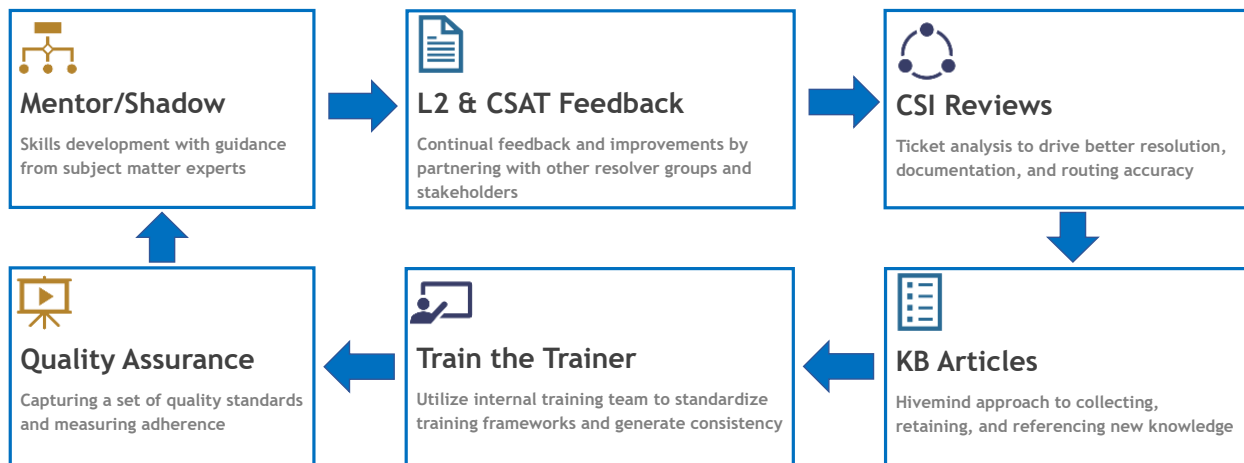 Mentor/Shadow
Skills development with guidance
from subject matter experts
L2 & CSAT Feedback
Continual feedback and improvements by
partnering with other resolver groups and
stakeholders
CSI Reviews
Ticket analysis to drive better resolution,
documentation, and routing accuracy
Quality Assurance
Capturing a set of quality standards
and measuring adherence
Train the Trainer
Utilize internal training team to standardize
training frameworks and generate consistency
KB Articles
Hivemind approach to collecting,
retaining, and referencing new knowledge